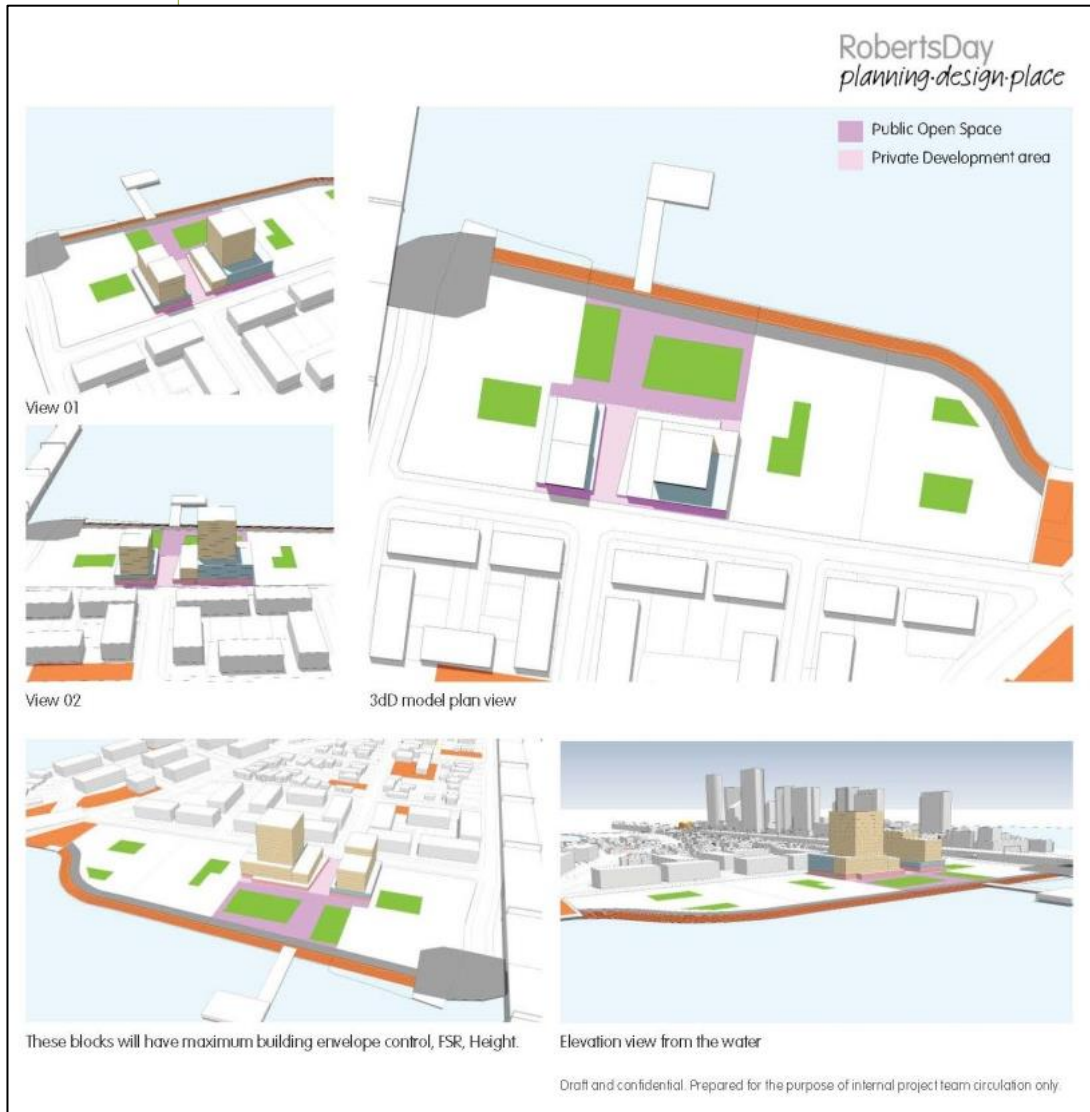 RobertsDay
planning·design·place
Public Open Space
Private Development area
View 01
View 02
3dD model plan view
These blocks will have maximum building envelope control, FSR, Height.
Elevation view from the water
Draft and confidential. Prepared for the purpose of internal project team circulation only.